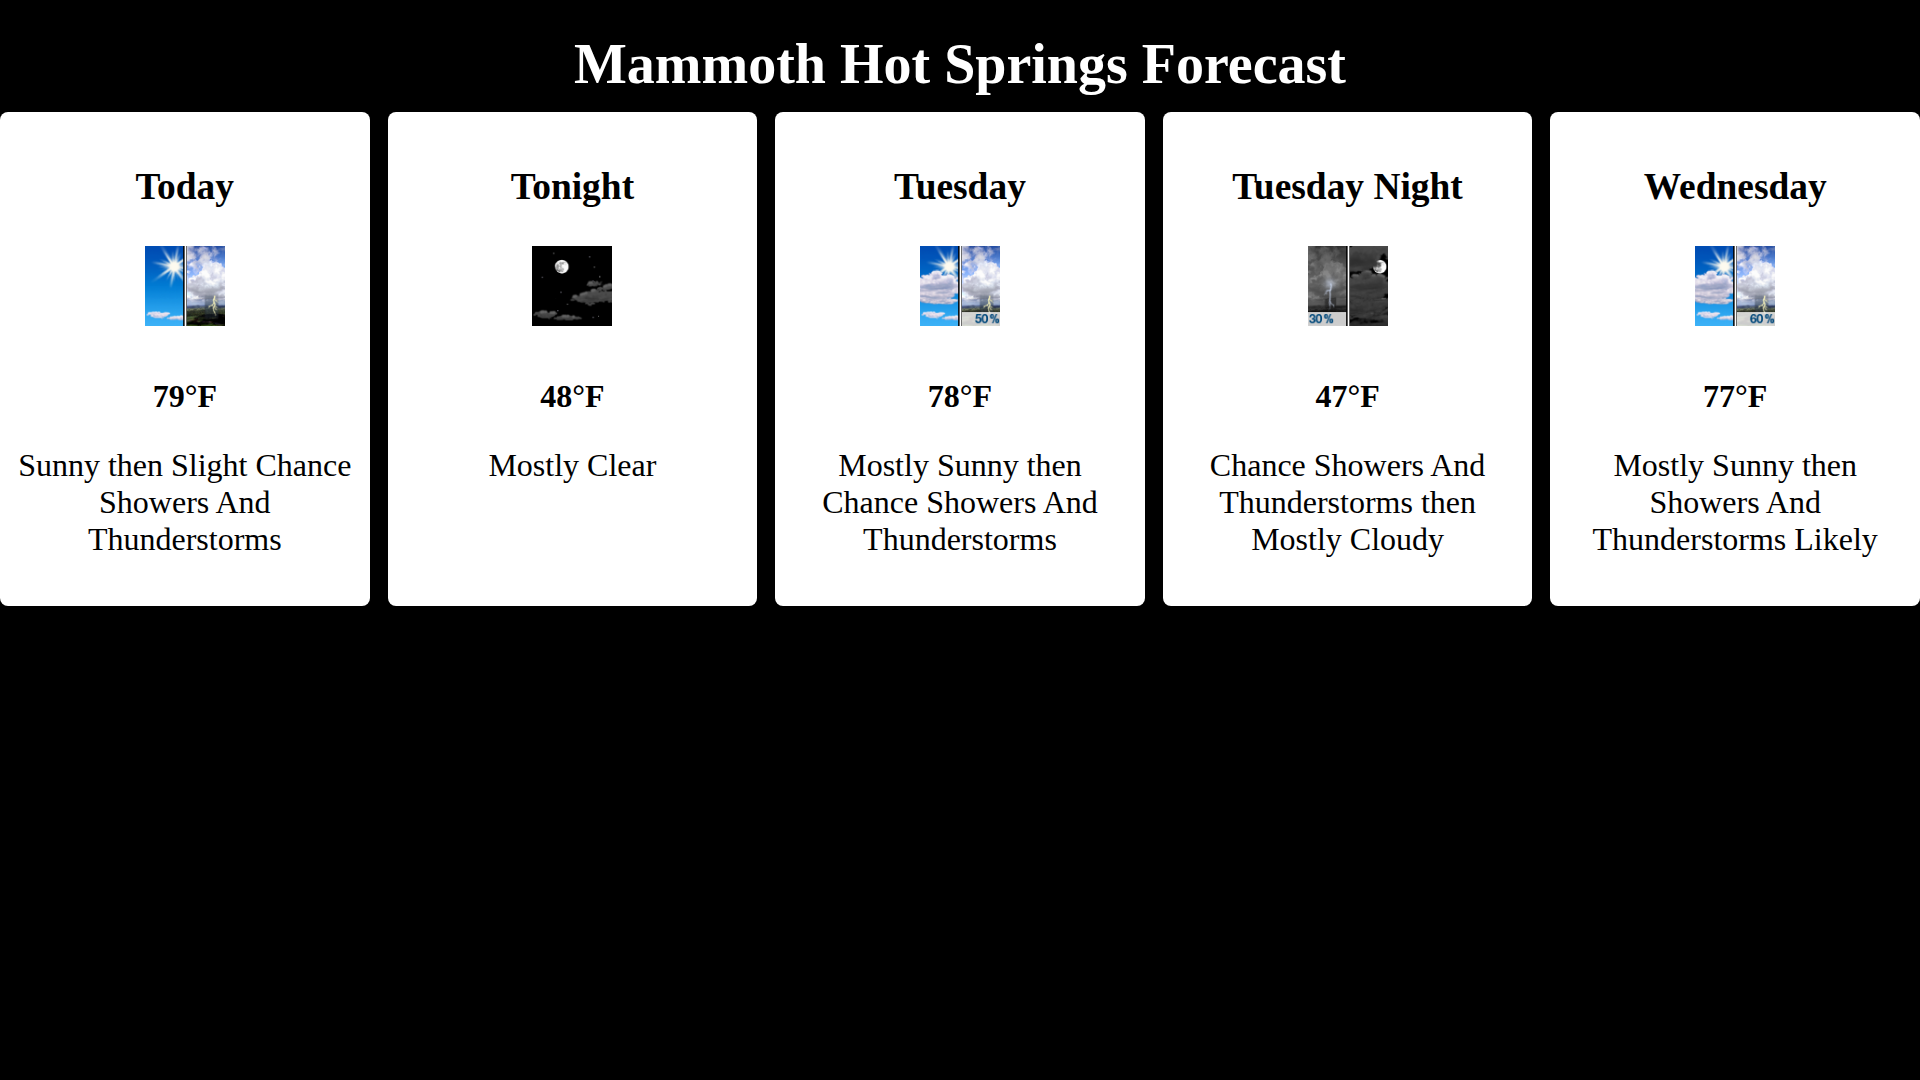 Mammoth Hot Springs Forecast
Today
79°F
Sunny then Slight Chance
Showers And
Thunderstorms
Tonight
48°F
Mostly Clear
Tuesday
50%
78°F
Mostly Sunny then
Chance Showers And
Thunderstorms
Tuesday Night
30%
47°F
Chance Showers And
Thunderstorms then
Mostly Cloudy
Wednesday
60%
77°F
Mostly Sunny then
Showers And
Thunderstorms Likely